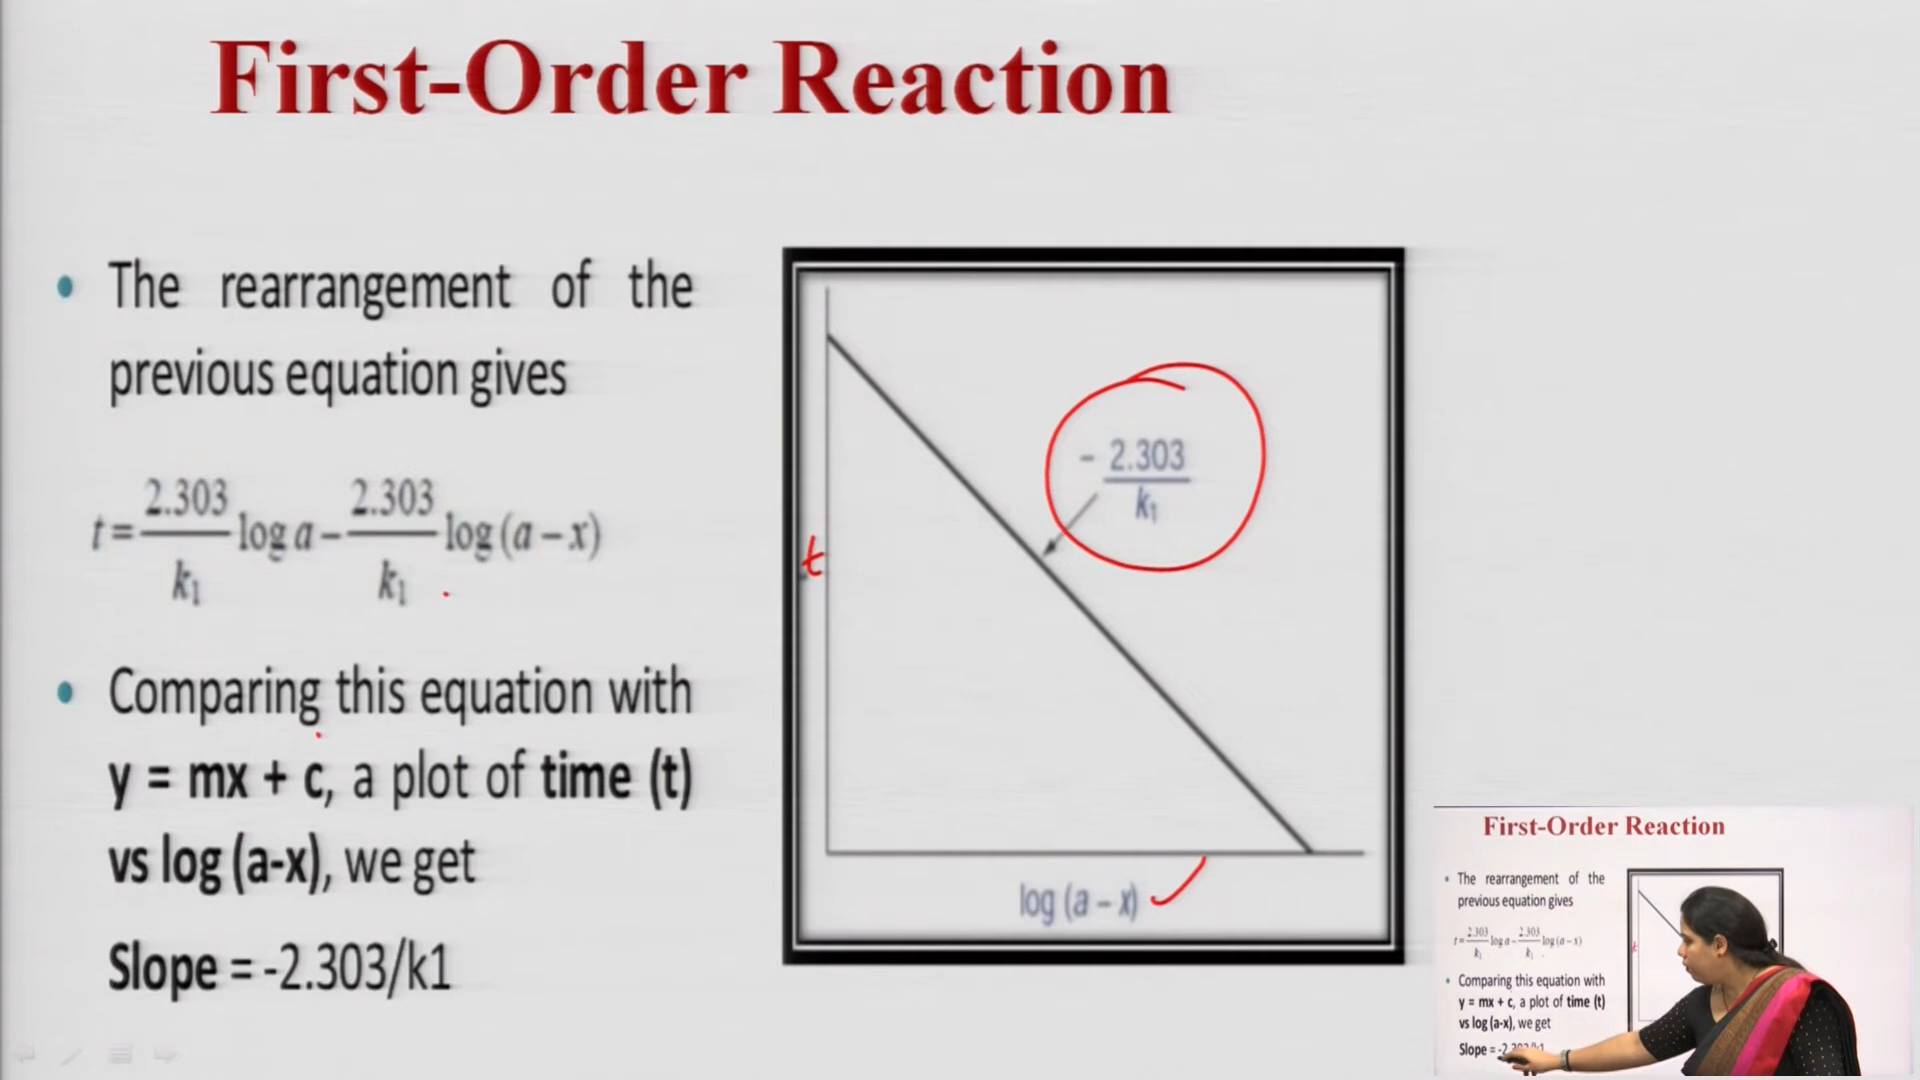 First-Order Reaction
• The rearrangement of the
previous equation gives
t = 2.303/k₁ log a – 2.303/k₁ log (a – x)
• Comparing this equation with
y = mx + c, a plot of time (t)
vs log (a-x), we get
Slope = -2.303/k1
t
– 2.303/k₁
log (a – x)
First-Order Reaction
• The rearrangement of the
previous equation gives
t = 2.303/k₁ log a – 2.303/k₁ log (a – x)
• Comparing this equation with
y = mx + c, a plot of time (t)
vs log (a-x), we get
Slope =
t